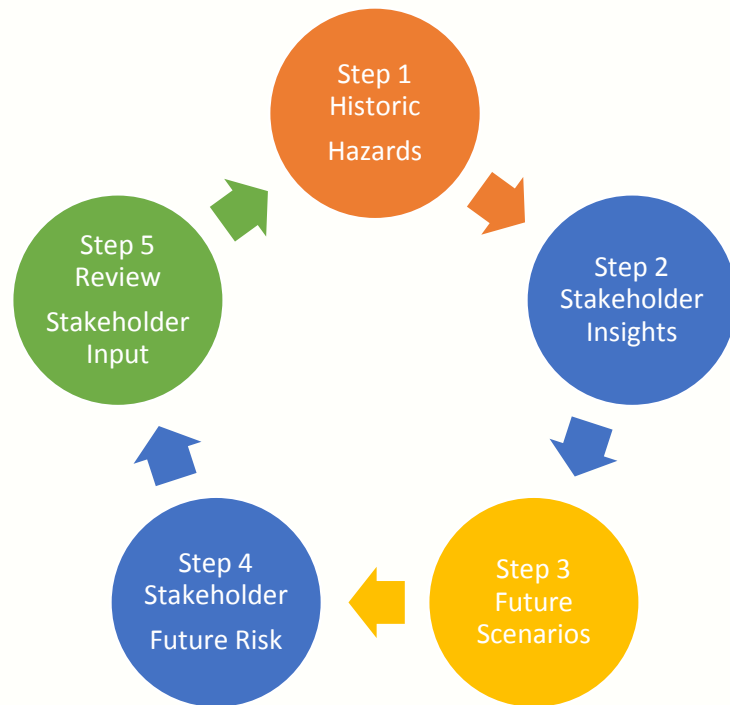 Step 1
Historic
Hazards
Step 2
Stakeholder
Insights
Step 3
Future
Scenarios
Step 4
Stakeholder
Future Risk
Step 5
Review
Stakeholder
Input